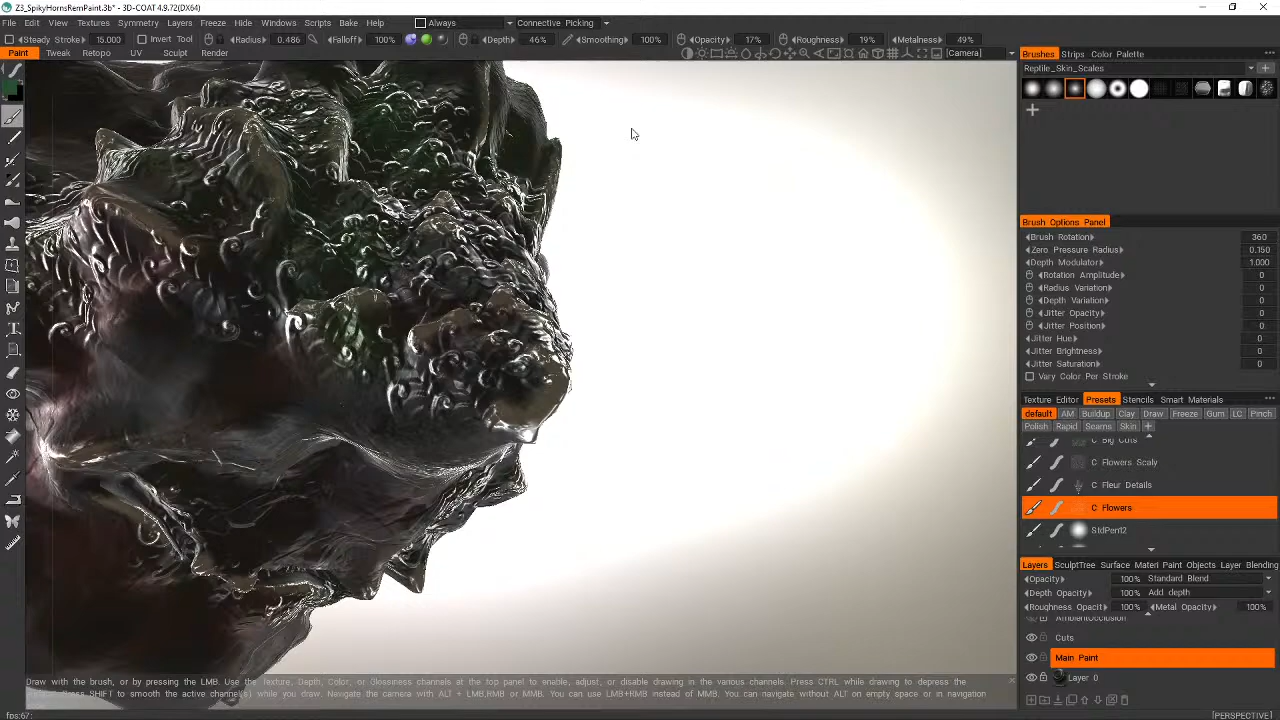 Z3_SpikyHornsRemPaint.3b* - 3D-COAT 4.9.72(DX64)
File Edit View Textures Symmetry Layers Freeze Hide Windows Scripts Bake Help Always Connective Picking
Steady Stroke 15.000 Invert Tool Radius 0.486 Falloff 100% Depth 46% Smoothing 100% Opacity 17% Roughness 19% Metalness 49%
Paint Tweak Retopo UV Sculpt Render [Camera]
Brushes Strips Color Palette
Reptile_Skin_Scales
Brush Options Panel
Brush Rotation 360
Zero Pressure Radius 0.150
Depth Modulator 1.000
Rotation Amplitude 0
Radius Variation 0
Depth Variation 0
Jitter Opacity 0
Jitter Position 0
Jitter Hue 0
Jitter Brightness 0
Jitter Saturation 0
Vary Color Per Stroke
Texture Editor Presets Stencils Smart Materials
default AM Buildup Clay Draw Freeze Gum LC Pinch
Polish Rapid Seams Skin +
C Big Cuts
C Flowers Scaly
C Fleur Details
C Flowers
StdPent2
Layers SculptTree Surface Materi Paint Objects Layer Blending
Opacity 100% Standard Blend
Depth Opacity 100% Add depth
Roughness Opacit 100% Metal Opacity 100%
AmbientOcclusion
Cuts
Main Paint
Layer 0
Draw with the brush, or by pressing the LMB. Use the Texture, Depth, Color, or Glossiness channels at the top panel to enable, adjust, or disable drawing in the various channels. Press CTRL while drawing to depress the
Press SHIFT to smooth the active channel(s) while you draw. Navigate the camera with ALT + LMB,RMB or MMB. You can use LMB+RMB instead of MMB. You can navigate without ALT on empty space or in navigation
fps:67; [PERSPECTIVE]